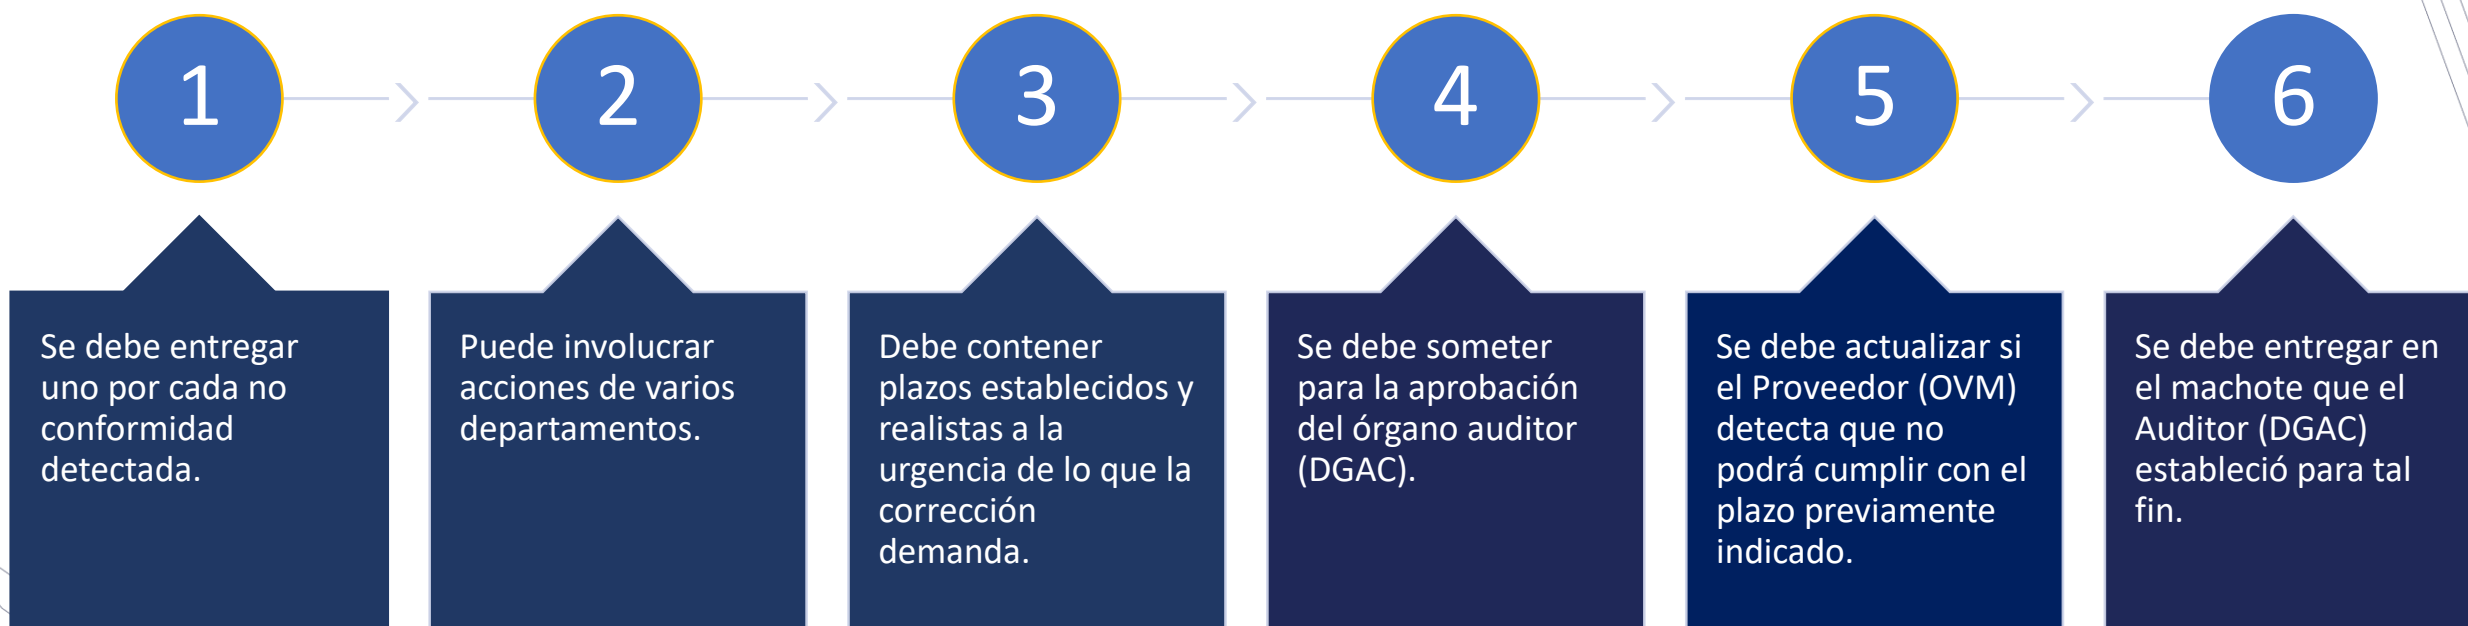 1
2
3
4
5
6
Se debe entregar
uno por cada no
conformidad
detectada.
Puede involucrar
acciones de varios
departamentos.
Debe contener
plazos establecidos y
realistas a la
urgencia de lo que la
corrección
demanda.
Se debe someter
para la aprobación
del órgano auditor
(DGAC).
Se debe actualizar si
el Proveedor (OVM)
detecta que no
podrá cumplir con el
plazo previamente
indicado.
Se debe entregar en
el machote que el
Auditor (DGAC)
estableció para tal
fin.